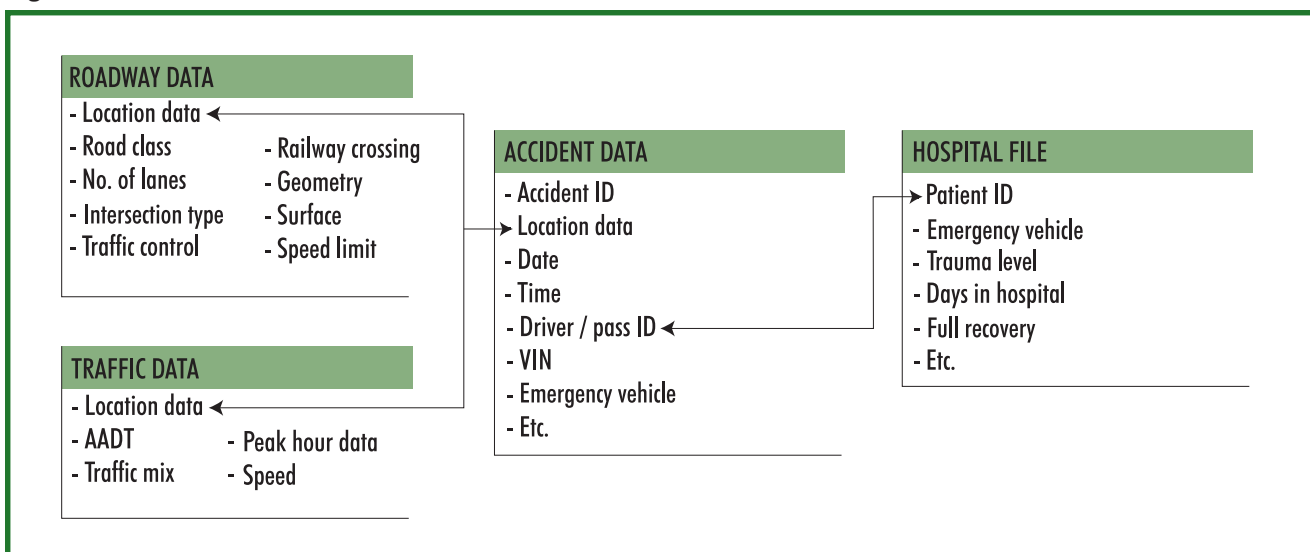 ROADWAY DATA
- Location data
- Road class
- No. of lanes
- Intersection type
- Traffic control
- Railway crossing
- Geometry
- Surface
- Speed limit
TRAFFIC DATA
- Location data
- AADT
- Traffic mix
- Peak hour data
- Speed
ACCIDENT DATA
- Accident ID
- Location data
- Date
- Time
- Driver / pass ID
- VIN
- Emergency vehicle
- Etc.
HOSPITAL FILE
- Patient ID
- Emergency vehicle
- Trauma level
- Days in hospital
- Full recovery
- Etc.